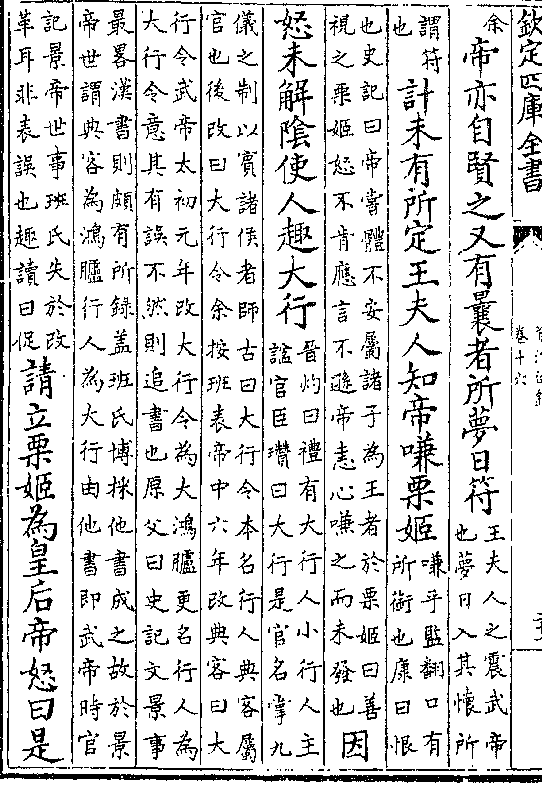 欽定四庫全書
卷十六
余
帝亦自賢之又有曩者所夢日符
王夫人之震武帝
也夢日入其懷所
謂符
也
計未有所定王夫人知帝嗛栗姬
嗛乎監翻口有
所銜也康曰恨
也史記曰帝嘗體不安屬諸子為王者於栗姬曰善
視之栗姬怒不肯應言不遜帝恚心嗛之而未發也
因
怒未解陰使人趣大行
晉灼曰禮有大行人小行人主
諡官臣瓚曰大行是官名掌九
儀之制以賓諸侯者師古曰大行令本名行人典客屬
官也後改曰大行令余按班表帝中六年改典客曰大
行令武帝太初元年改大行令為大鴻臚更名行人為
大行令意其有誤不然則追書也原父曰史記文景事
最畧漢書則頗有所錄盖班氏博採他書成之故於景
帝世謂典客為鴻臚行人為大行由他書即武帝時官
記景帝世事班氏失於改
革耳非表誤也趣讀曰促
請立栗姬為皇后帝怒曰是